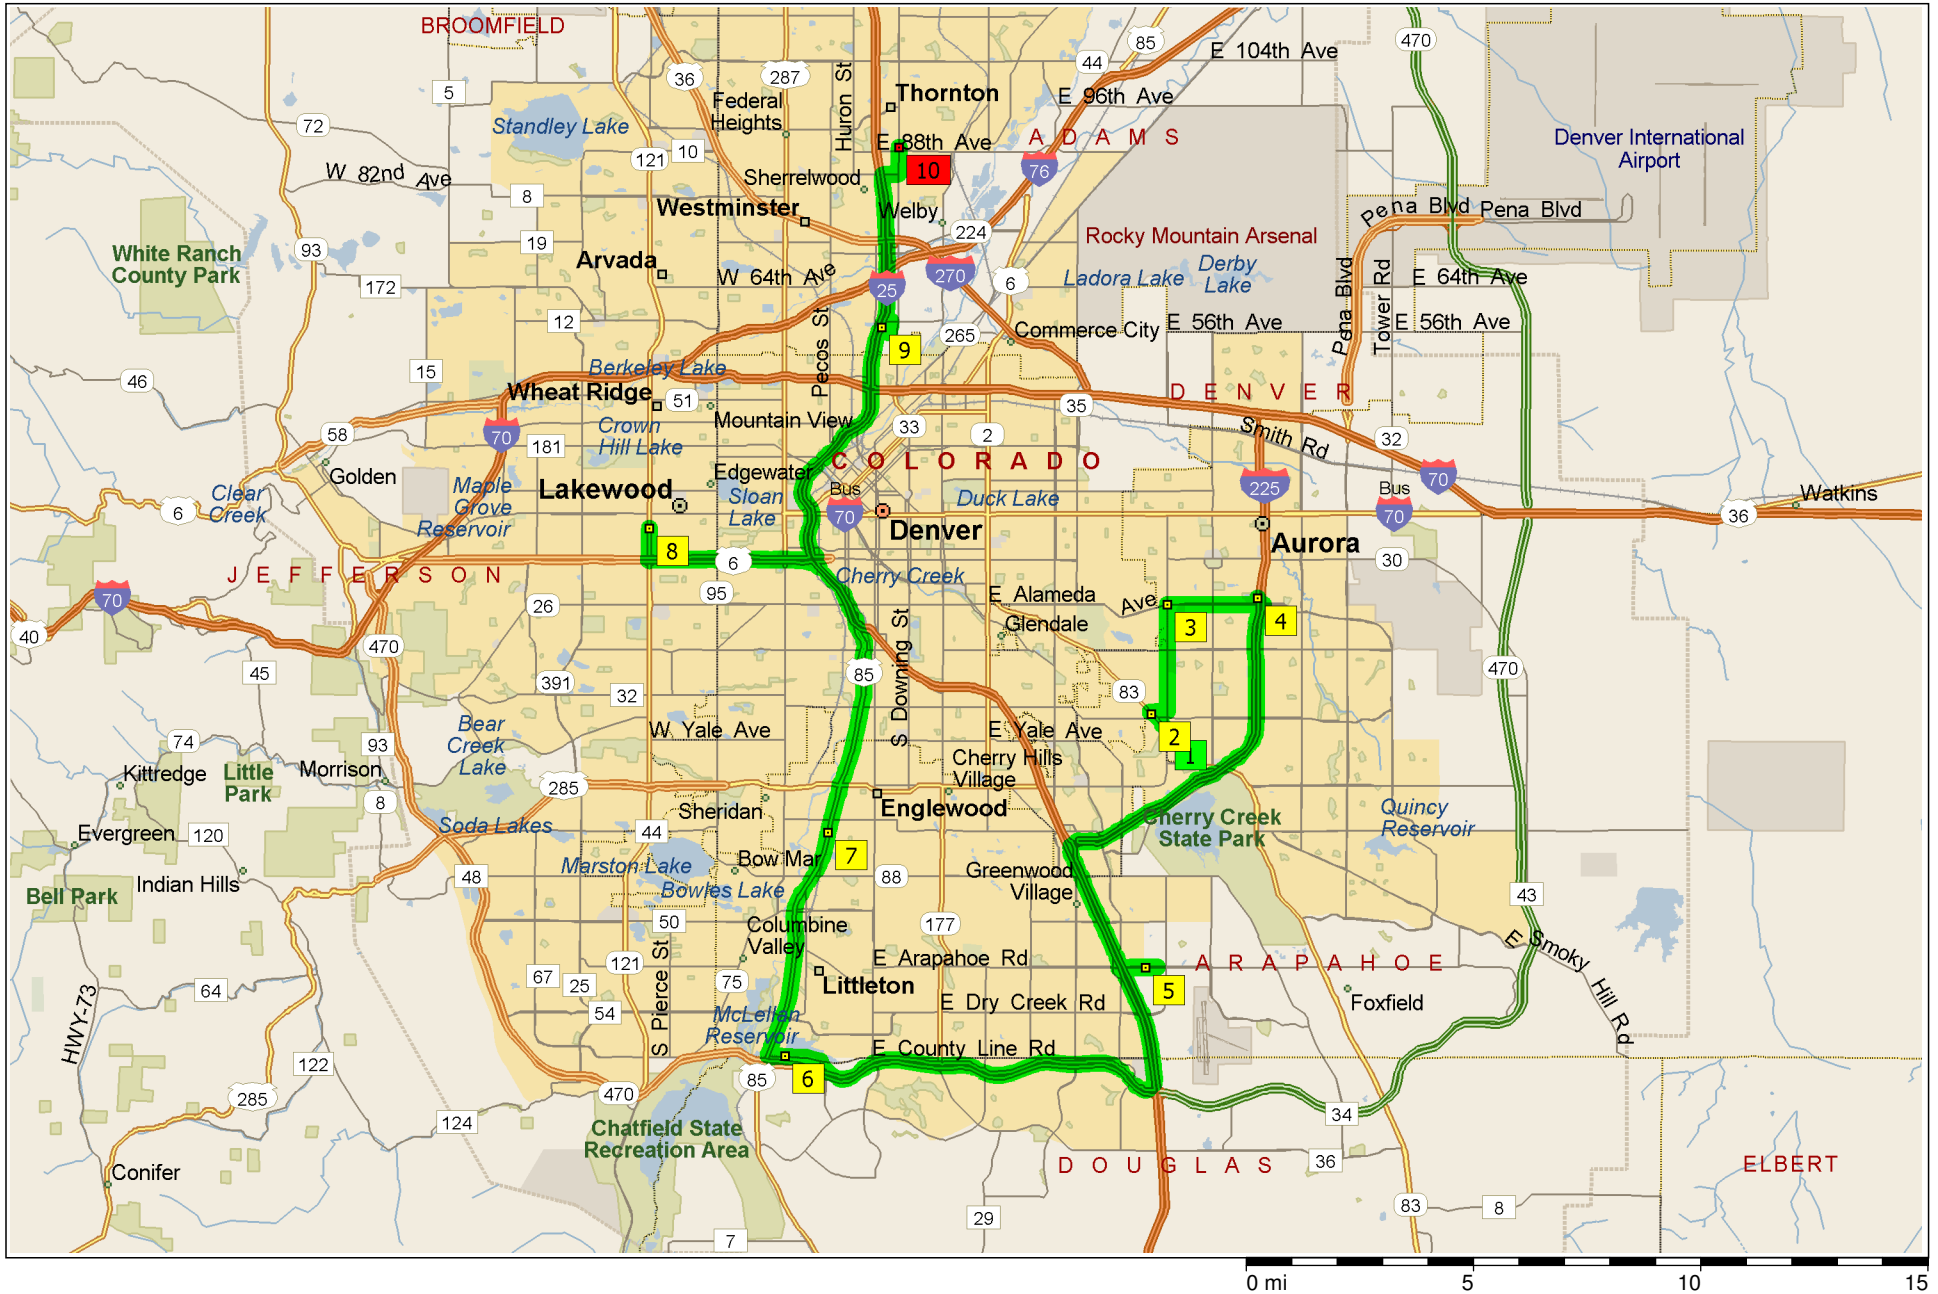 BROOMFIELD
470
85
44
E 104th Ave
36
287
5
Federal
Heights
Huron St
Thornton
E 96th Ave
72
Standley Lake
121
10
E 88th Ave
A D A M S
Denver International
Airport
W 82nd Ave
8
Sherrelwood
10
76
Westminster
Welby
Pena Blvd
Pena Blvd
White Ranch
County Park
93
19
224
Rocky Mountain Arsenal
Arvada
W 64th Ave
172
25
270
6
Ladora Lake
Derby
Lake
Pena Blvd
Tower Rd
E 64th Ave
12
Pecos St
265
Commerce City
E 56th Ave
E 56th Ave
9
46
15
Berkeley Lake
Wheat Ridge
51
D E N V E R
35
58
70
181
Crown
Hill Lake
Mountain View
33
2
Smith Rd
32
Golden
Edgewater
C O L O R A D O
70
6
Clear
Creek
Maple
Grove
Reservoir
Lakewood
Sloan
Lake
Bus
70
Duck Lake
225
Bus
70
Watkins
36
Denver
Aurora
8
6
30
J E F F E R S O N
Cherry Creek
70
40
26
95
E Alameda Ave
Glendale
3
4
470
45
391
32
85
S Downing St
83
470
Bear
Creek
Lake
W Yale Ave
E Yale Ave
2
1
74
93
Kittredge
Little
Park
Morrison
8
285
Cherry Hills
Village
Sheridan
Englewood
Cherry Creek
State Park
Quincy
Reservoir
Evergreen
120
Soda Lakes
44
Marston Lake
Bow Mar
7
Bowles Lake
88
Greenwood
Village
Bell Park
Indian Hills
48
50
43
Columbine
Valley
177
E Smoky Hill Rd
HWY-73
64
67
25
121
S Pierce St
75
E Arapahoe Rd
A R A P A H O E
Littleton
5
54
McLellan
Reservoir
E Dry Creek Rd
Foxfield
122
E County Line Rd
6
285
470
85
34
124
Chatfield State
Recreation Area
D O U G L A S
36
ELBERT
Conifer
83
8
29
7
0 mi
5
10
15